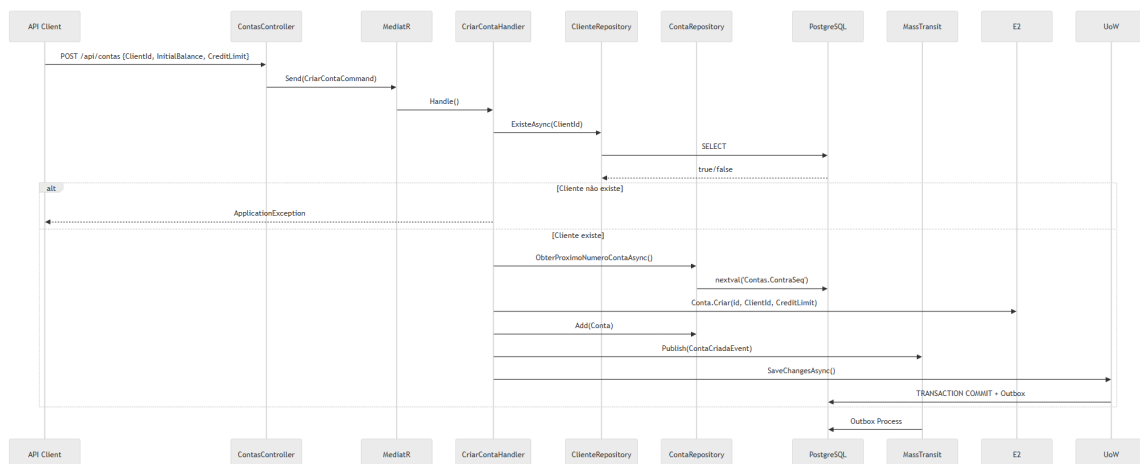 API Client
ContasController
MediatR
CriarContaHandler
ClienteRepository
ContaRepository
PostgreSQL
MassTransit
E2
UoW
POST /api/contas {ClientId, InitialBalance, CreditLimit}
Send(CriarContaCommand)
Handle()
ExisteAsync(ClientId)
SELECT
true/false
alt
[Cliente não existe]
ApplicationException
[Cliente existe]
ObterProximoNumeroContaAsync()
nextval('Contas.ContraSeq')
Conta.Criar(id, ClientId, CreditLimit)
Add(Conta)
Publish(ContaCriadaEvent)
SaveChangesAsync()
TRANSACTION COMMIT + Outbox
Outbox Process
API Client
ContasController
MediatR
CriarContaHandler
ClienteRepository
ContaRepository
PostgreSQL
MassTransit
E2
UoW